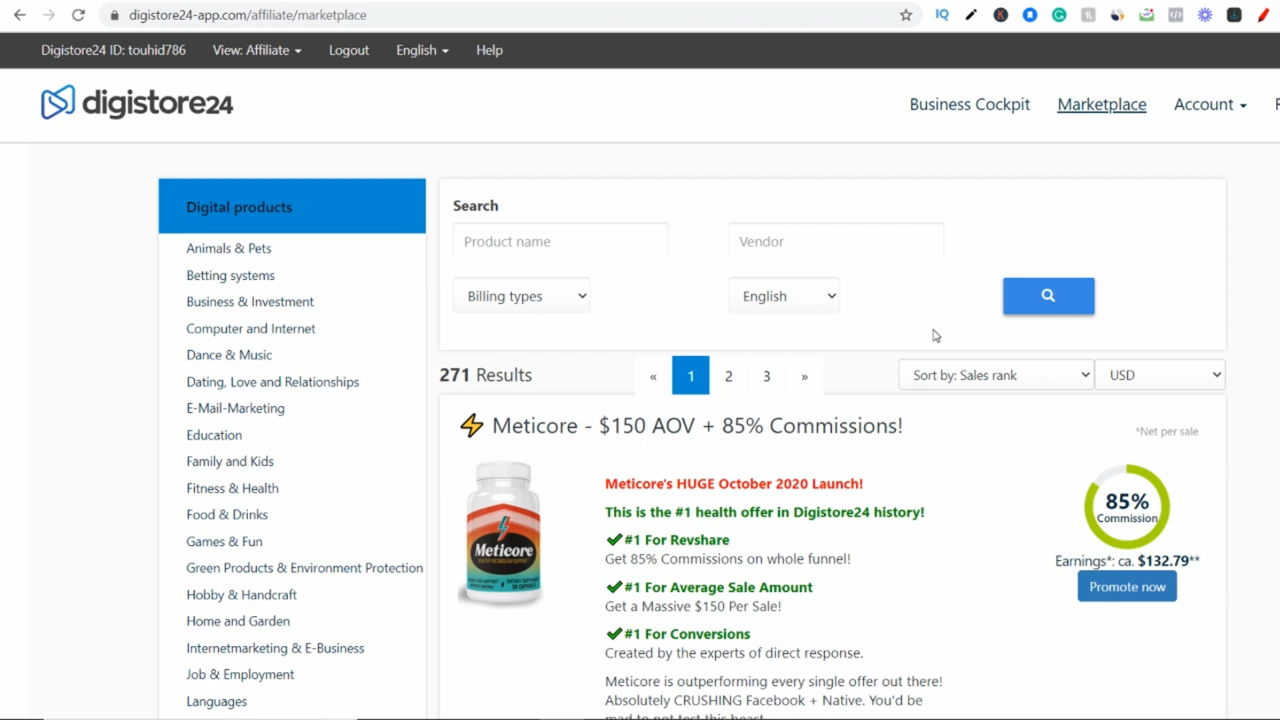 digistore24-app.com/affiliate/marketplace
Digistore24 ID: touhid786 View: Affiliate Logout English Help
digistore24
Business Cockpit Marketplace Account
Digital products
Animals & Pets
Betting systems
Business & Investment
Computer and Internet
Dance & Music
Dating, Love and Relationships
E-Mail-Marketing
Education
Family and Kids
Fitness & Health
Food & Drinks
Games & Fun
Green Products & Environment Protection
Hobby & Handcraft
Home and Garden
Internetmarketing & E-Business
Job & Employment
Languages
Search
Product name Vendor
Billing types English
271 Results « 1 2 3 » Sort by: Sales rank USD
Meticore - $150 AOV + 85% Commissions!
*Net per sale
Meticore
Meticore's HUGE October 2020 Launch!
This is the #1 health offer in Digistore24 history!
#1 For Revshare
Get 85% Commissions on whole funnel!
#1 For Average Sale Amount
Get a Massive $150 Per Sale!
#1 For Conversions
Created by the experts of direct response.
Meticore is outperforming every single offer out there!
Absolutely CRUSHING Facebook + Native. You'd be
mad to not test this beast
85%
Commission
Earnings*: ca. $132.79**
Promote now